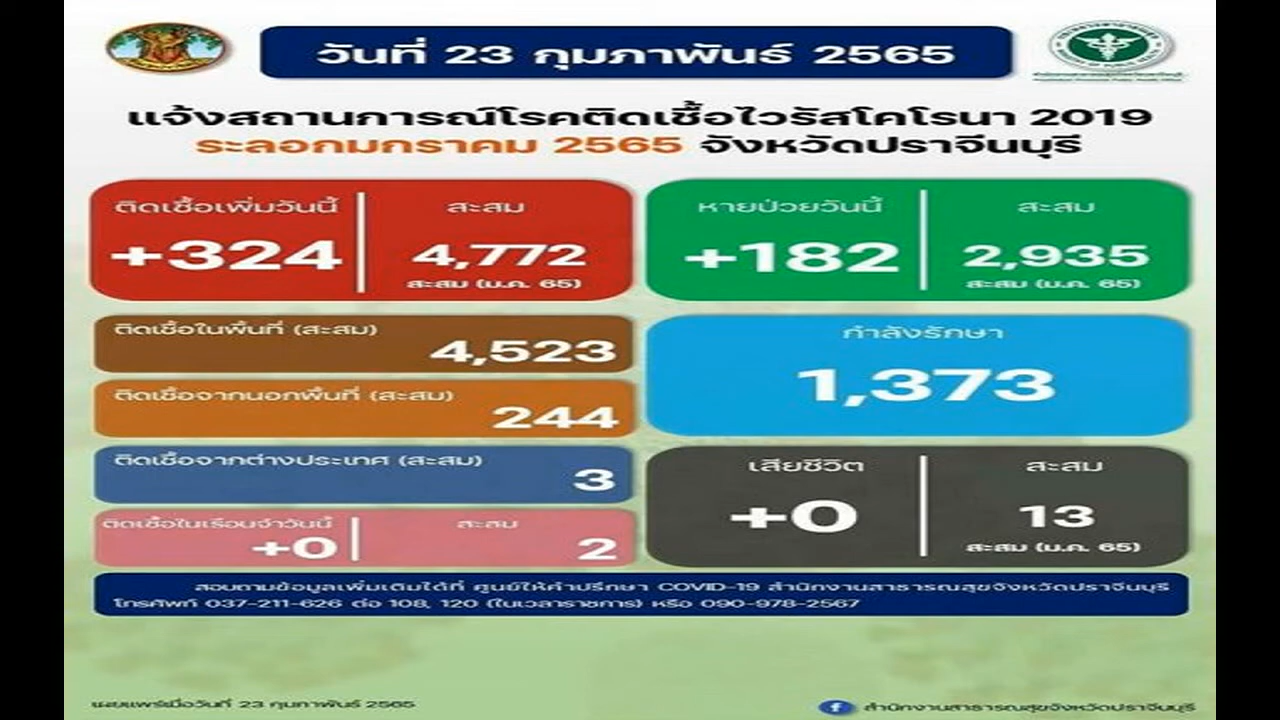 วันที่ 23 กุมภาพันธ์ 2565
แจ้งสถานการณ์โรคติดเชื้อไวรัสโคโรนา 2019
ระลอกมกราคม 2565 จังหวัดปราจีนบุรี
ติดเชื้อเพิ่มวันนี้
+324
สะสม
4,772
สะสม (ม.ค. 65)
หายป่วยวันนี้
+182
สะสม
2,935
สะสม (ม.ค. 65)
ติดเชื้อในพื้นที่ (สะสม)
4,523
ติดเชื้อจากนอกพื้นที่ (สะสม)
244
ติดเชื้อจากต่างประเทศ (สะสม)
3
ติดเชื้อในเรือนจำวันนี้
+0
สะสม
2
กำลังรักษา
1,373
เสียชีวิต
+0
สะสม
13
สะสม (ม.ค. 65)
สอบถามข้อมูลเพิ่มเติมได้ที่ ศูนย์ให้คำปรึกษา COVID-19 สำนักงานสาธารณสุขจังหวัดปราจีนบุรี
โทรศัพท์ 037-211-626 ต่อ 108, 120 (ในเวลาราชการ) หรือ 090-978-2567
เผยแพร่เมื่อวันที่ 23 กุมภาพันธ์ 2565
สำนักงานสาธารณสุขจังหวัดปราจีนบุรี